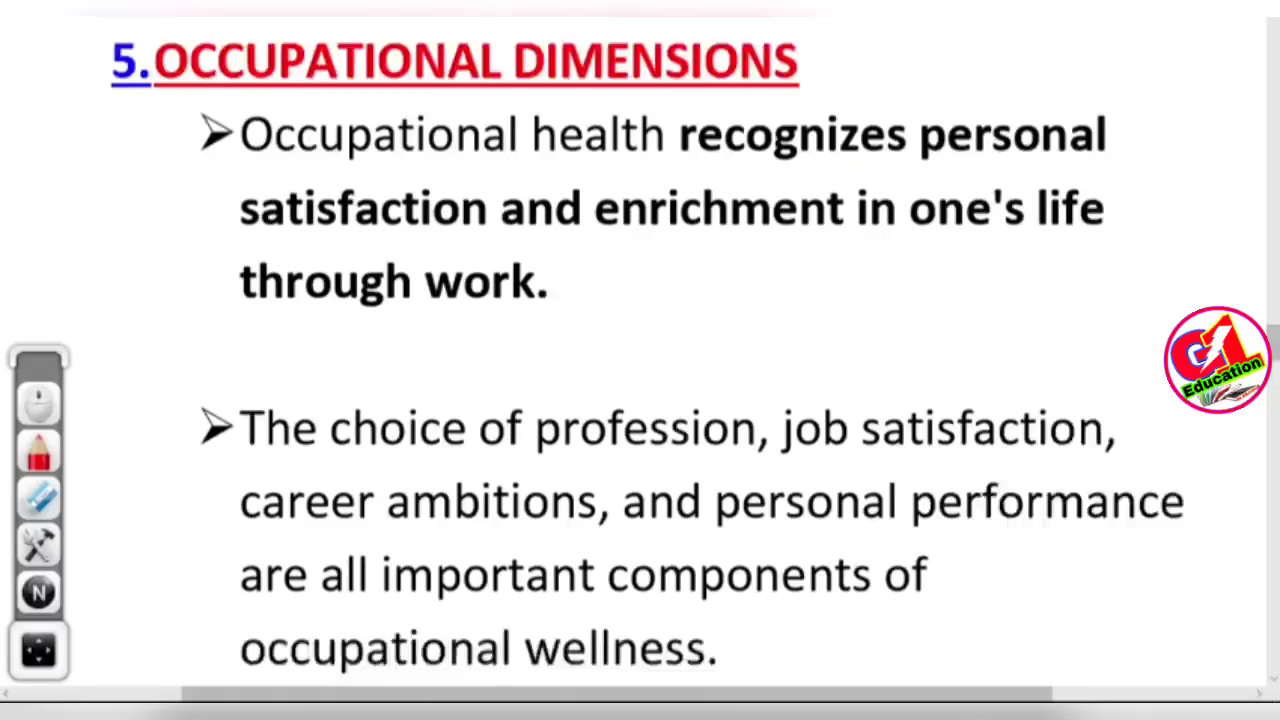 5.OCCUPATIONAL DIMENSIONS
➢Occupational health recognizes personal
satisfaction and enrichment in one's life
through work.
➢The choice of profession, job satisfaction,
career ambitions, and personal performance
are all important components of
occupational wellness.
G1
Education
N